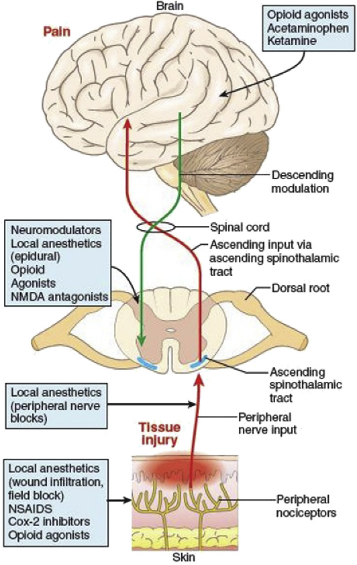 Brain
Pain
Opioid agonists
Acetaminophen
Ketamine
Descending
modulation
Spinal cord
Ascending input via
ascending spinothalamic
tract
Neuromodulators
Local anesthetics
(epidural)
Opioid
Agonists
NMDA antagonists
Dorsal root
Ascending
spinothalamic
tract
Local anesthetics
(peripheral nerve
blocks)
Tissue
injury
Peripheral
nerve input
Local anesthetics
(wound infiltration,
field block)
NSAIDS
Cox-2 inhibitors
Opioid agonists
Peripheral
nociceptors
Skin